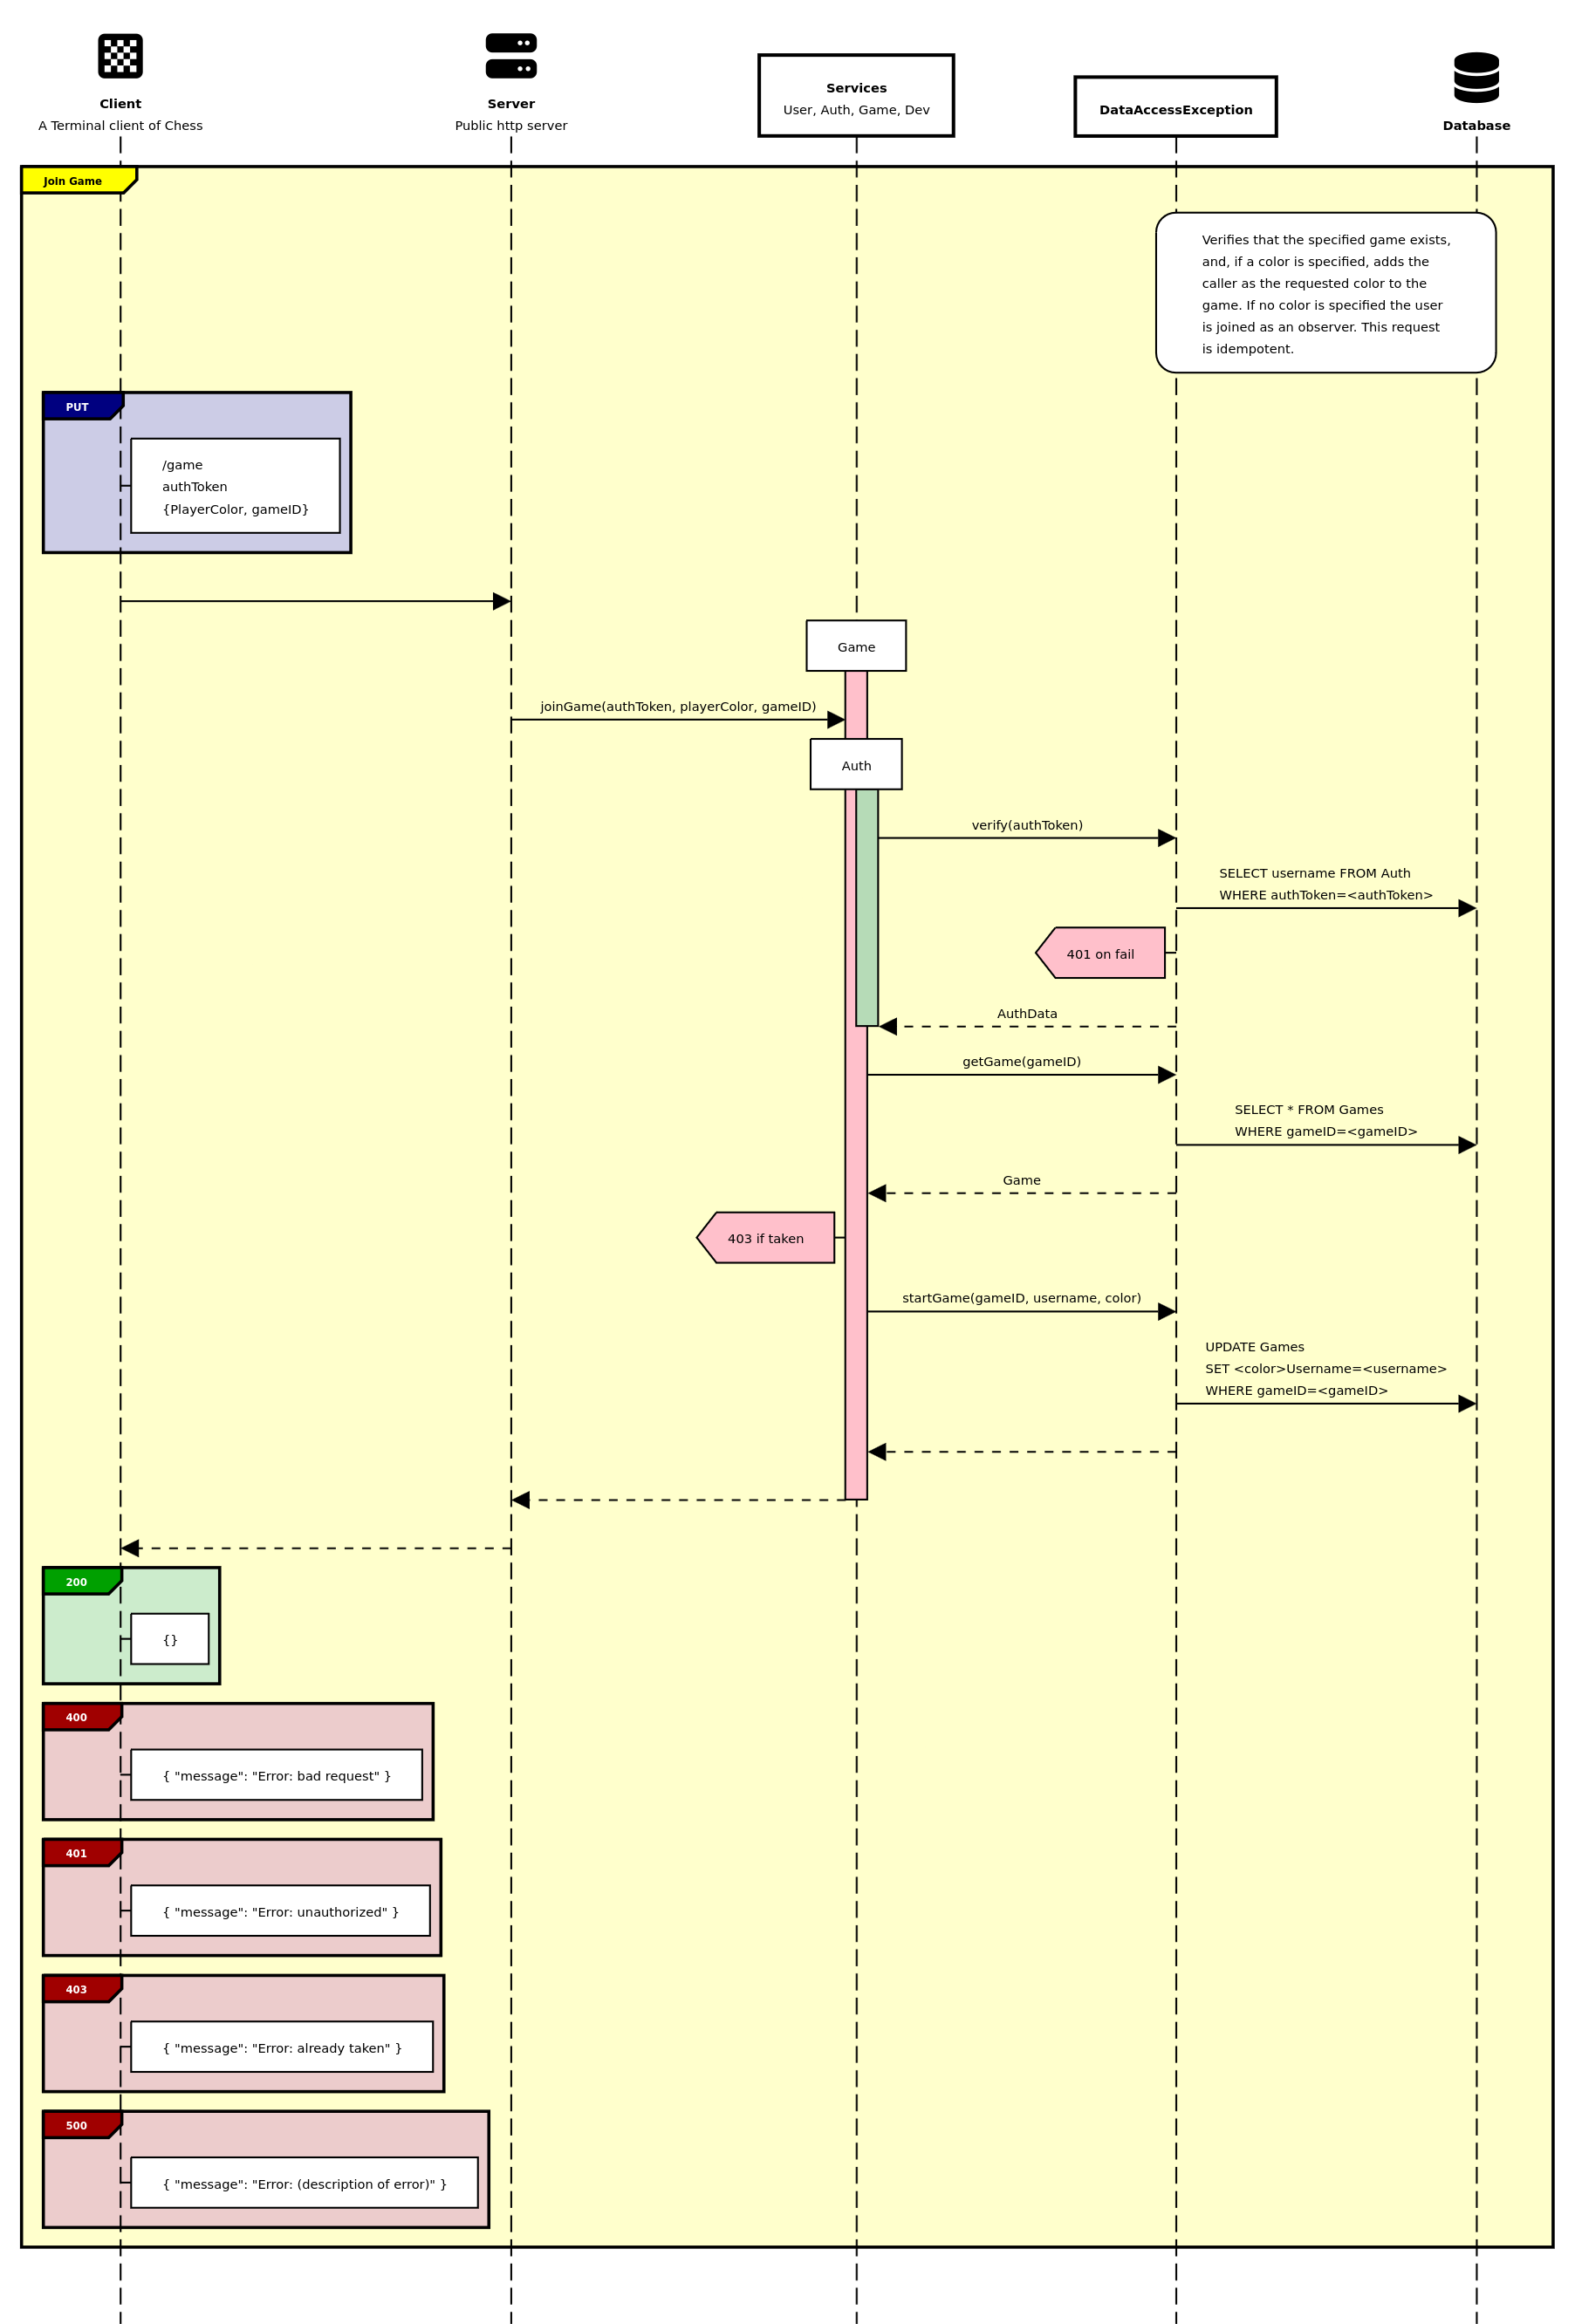 Client
A Terminal client of Chess
Server
Public http server
Services
User, Auth, Game, Dev
DataAccessException
Database
Join Game
Verifies that the specified game exists,
and, if a color is specified, adds the
caller as the requested color to the
game. If no color is specified the user
is joined as an observer. This request
is idempotent.
PUT
/game
authToken
{PlayerColor, gameID}
Game
joinGame(authToken, playerColor, gameID)
Auth
verify(authToken)
SELECT username FROM Auth
WHERE authToken=<authToken>
401 on fail
AuthData
getGame(gameID)
SELECT * FROM Games
WHERE gameID=<gameID>
Game
403 if taken
startGame(gameID, username, color)
UPDATE Games
SET <color>Username=<username>
WHERE gameID=<gameID>
200
{}
400
{ "message": "Error: bad request" }
401
{ "message": "Error: unauthorized" }
403
{ "message": "Error: already taken" }
500
{ "message": "Error: (description of error)" }